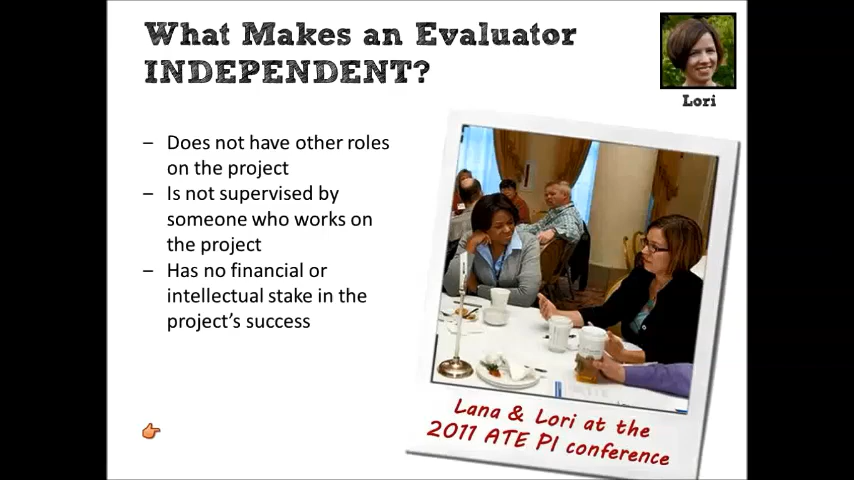 What Makes an Evaluator
INDEPENDENT?
Lori
– Does not have other roles
on the project
– Is not supervised by
someone who works on
the project
– Has no financial or
intellectual stake in the
project's success
Lana & Lori at the
2011 ATE PI conference